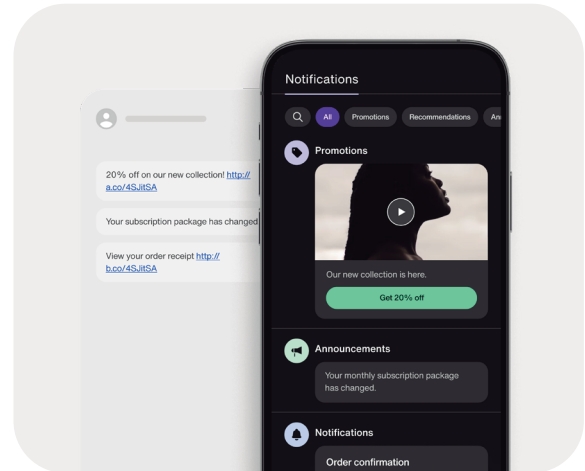 20% off on our new collection! http://
a.co/4SJitSA
Your subscription package has changed.
View your order receipt http://
b.co/4SJitSA
Notifications
All
Promotions
Recommendations
An
Promotions
Our new collection is here.
Get 20% off
Announcements
Your monthly subscription package
has changed.
Notifications
Order confirmation